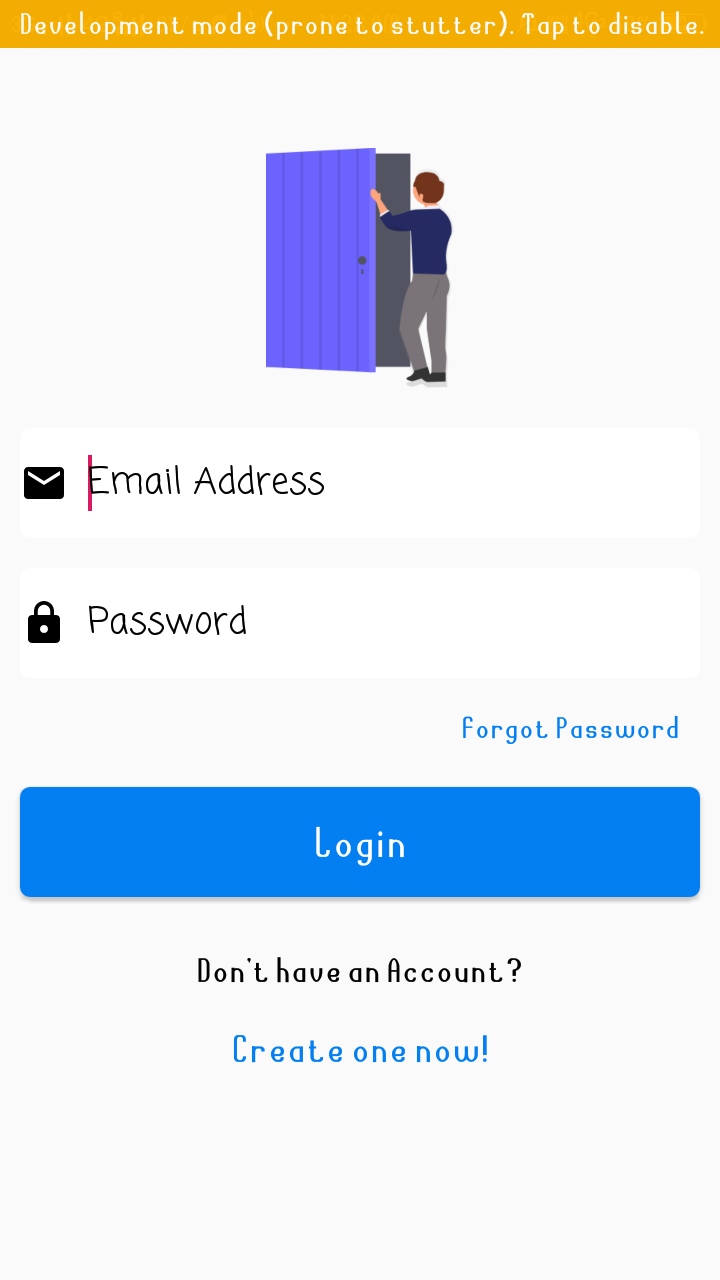 Development mode (prone to stutter). Tap to disable.
Email Address
Password
Forgot Password
Login
Don't have an Account?
Create one now!